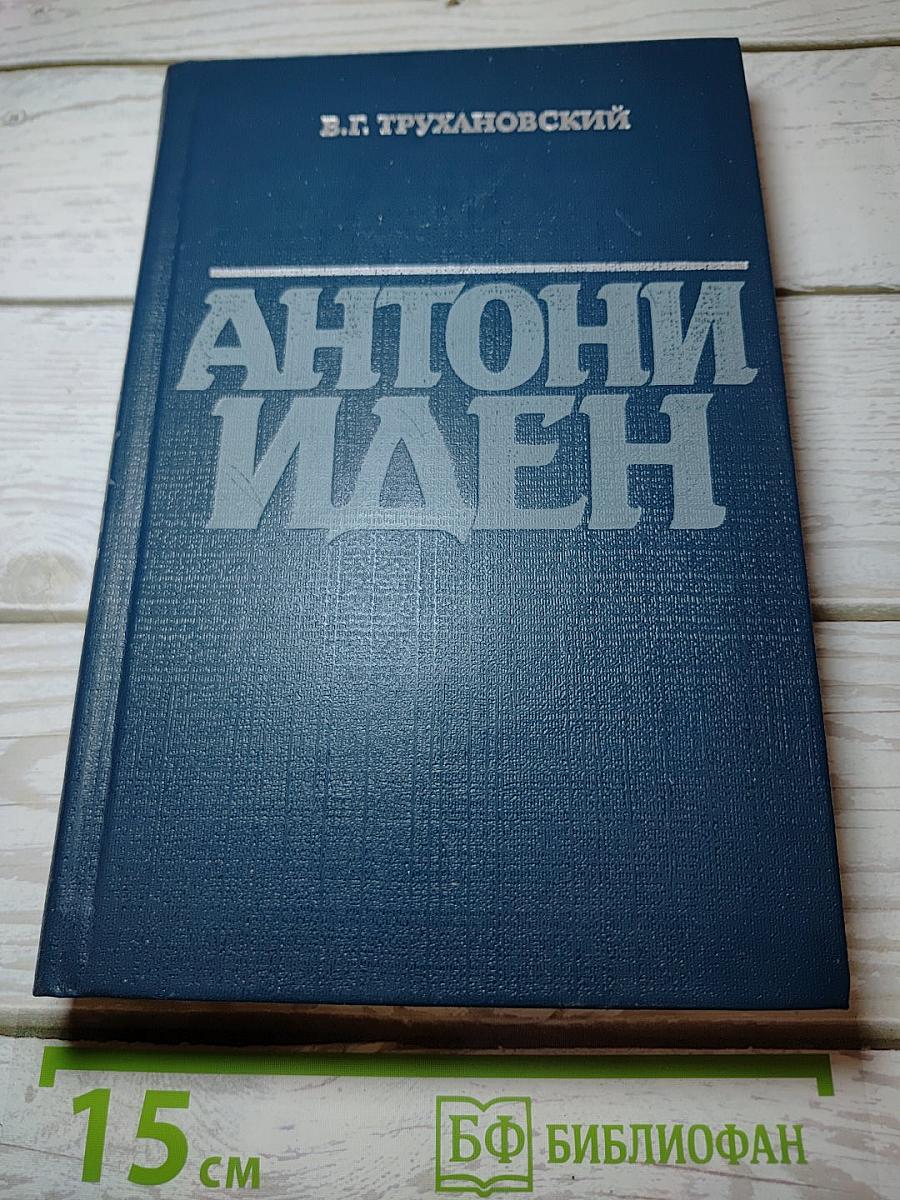 В.Г. ТРУХАНОВСКИЙ
АНТОНИ
ИДЕН
15 см
БФ БИБЛИОФАН